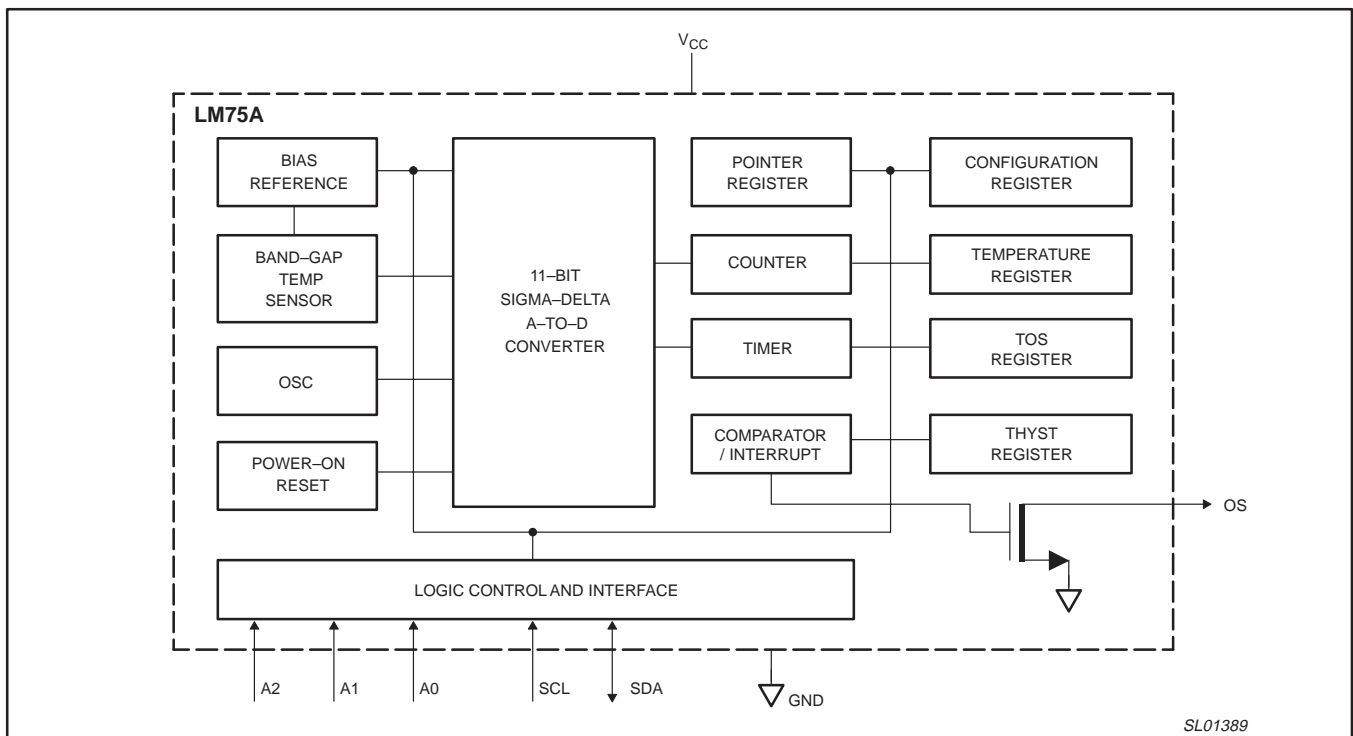 VCC
LM75A
BIAS
REFERENCE
BAND–GAP
TEMP
SENSOR
OSC
POWER–ON
RESET
11–BIT
SIGMA–DELTA
A–TO–D
CONVERTER
POINTER
REGISTER
CONFIGURATION
REGISTER
COUNTER
TEMPERATURE
REGISTER
TIMER
TOS
REGISTER
COMPARATOR
/ INTERRUPT
THYST
REGISTER
OS
LOGIC CONTROL AND INTERFACE
A2
A1
A0
SCL
SDA
GND
SL01389